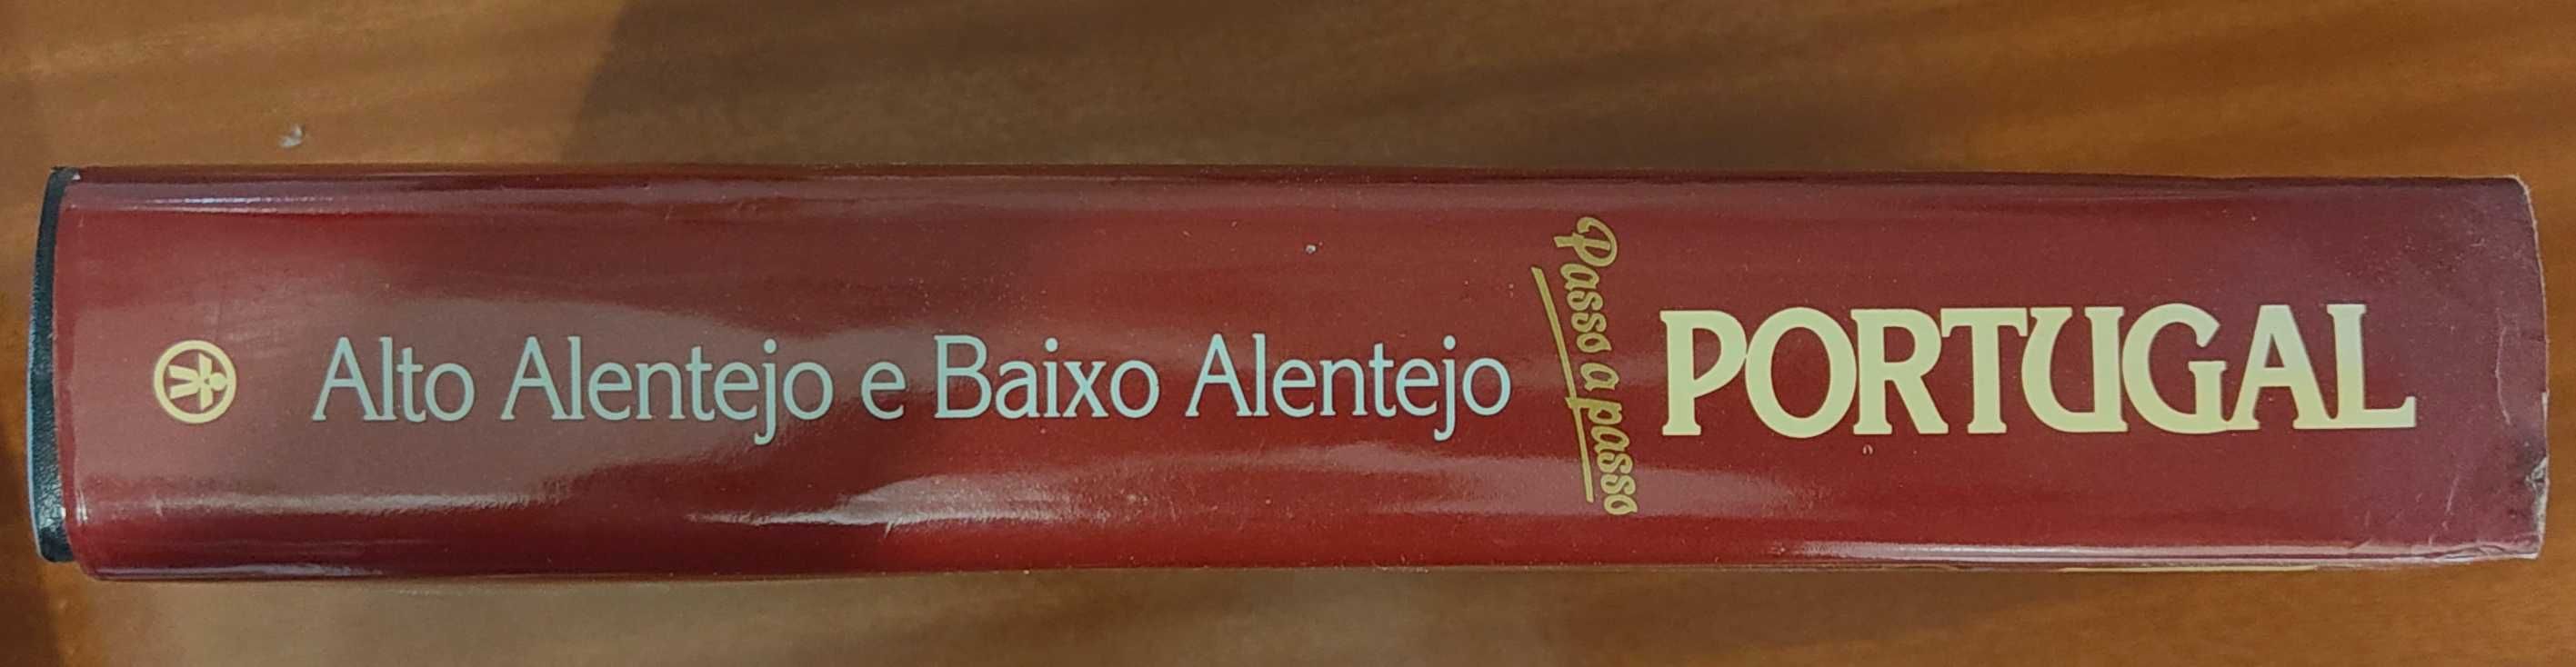 Alto Alentejo e Baixo Alentejo
Passo a passo
PORTUGAL